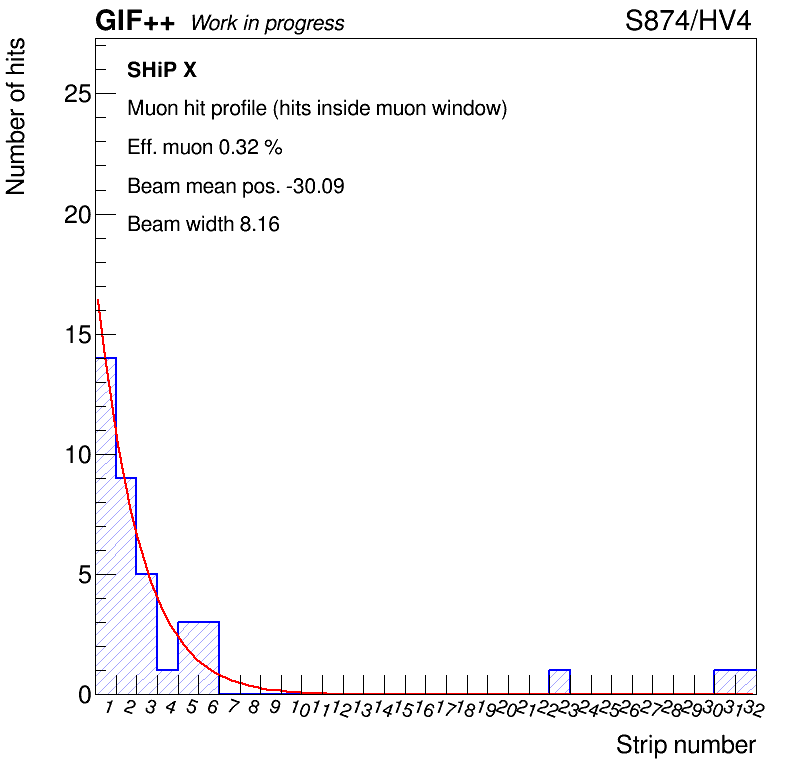 GIF++ Work in progress S874/HV4
Number of hits
SHiP X
Muon hit profile (hits inside muon window)
Eff. muon 0.32 %
Beam mean pos. -30.09
Beam width 8.16
25
20
15
10
5
0
1 2 3 4 5 6 7 8 9 10 11 12 13 14 15 16 17 18 19 20 21 22 23 24 25 26 27 28 29 30 31 32
Strip number